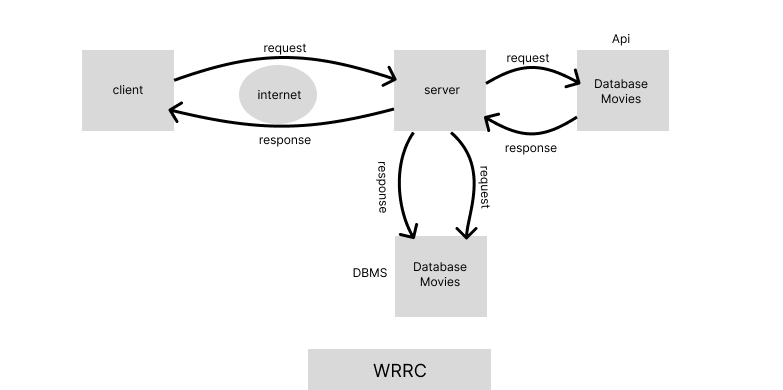 Api
request
request
client
internet
server
Database
Movies
response
response
response
request
DBMS
Database
Movies
WRRC